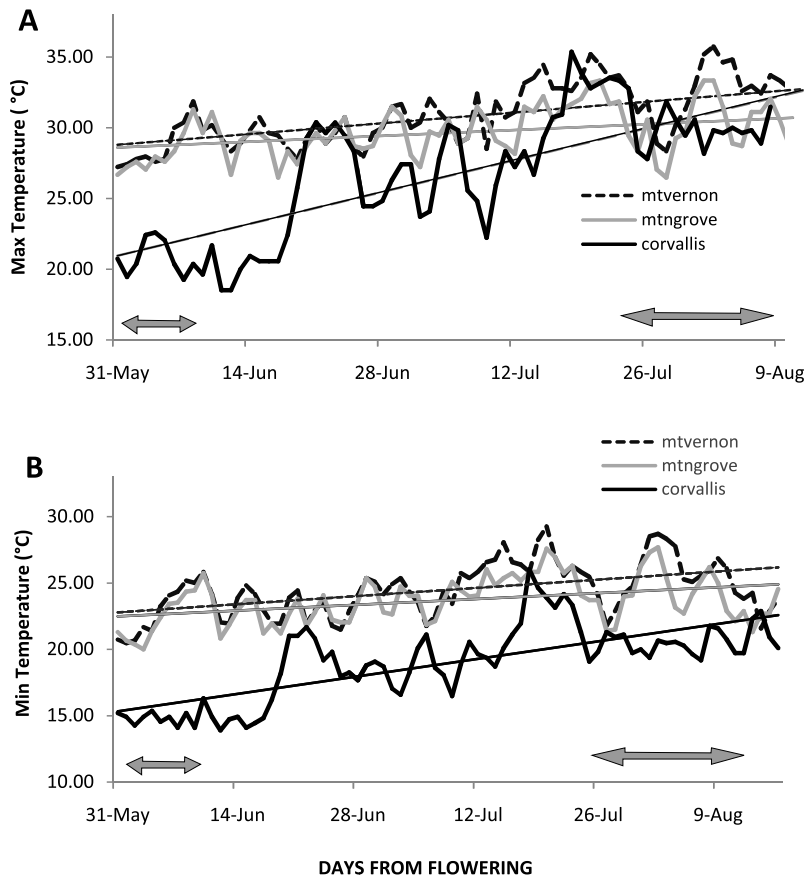 A
Max Temperature ( °C)
35.00
30.00
25.00
20.00
15.00
mtvernon
mtngrove
corvallis
31-May 14-Jun 28-Jun 12-Jul 26-Jul 9-Aug
B
mtvernon
mtngrove
corvallis
Min Temperature (°C)
30.00
25.00
20.00
15.00
10.00
31-May 14-Jun 28-Jun 12-Jul 26-Jul 9-Aug
DAYS FROM FLOWERING